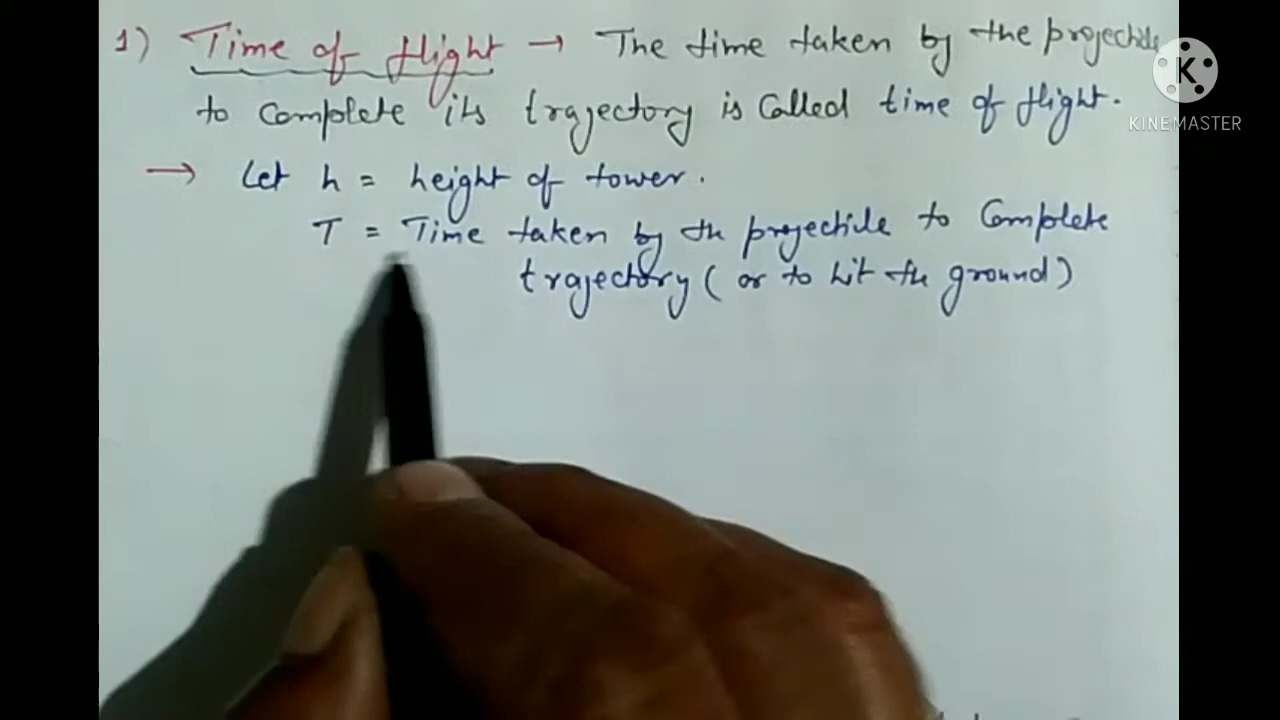 1) Time of flight → The time taken by the projectile
K
KINEMASTER
to complete its trajectory is called time of flight.
→ Let h = height of tower.
T = Time taken by the projectile to complete
trajectory (or to hit the ground)